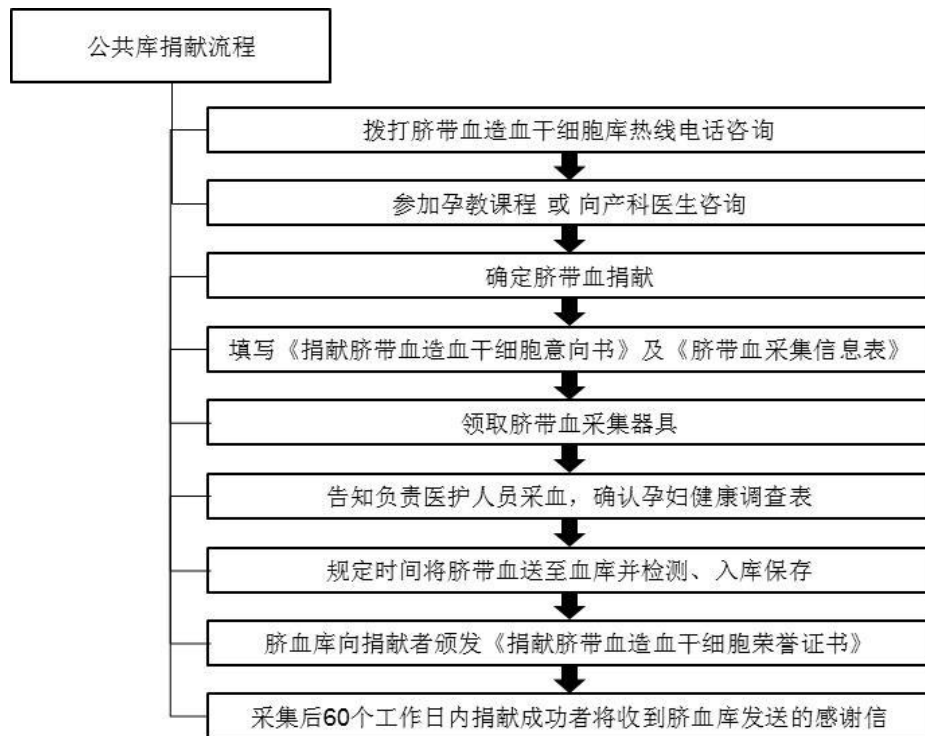 公共库捐献流程
拨打脐带血造血干细胞库热线电话咨询
参加孕教课程 或 向产科医生咨询
确定脐带血捐献
填写《捐献脐带血造血干细胞意向书》及《脐带血采集信息表》
领取脐带血采集器具
告知负责医护人员采血，确认孕妇健康调查表
规定时间将脐带血送至血库并检测、入库保存
脐血库向捐献者颁发《捐献脐带血造血干细胞荣誉证书》
采集后60个工作日内捐献成功者将收到脐血库发送的感谢信